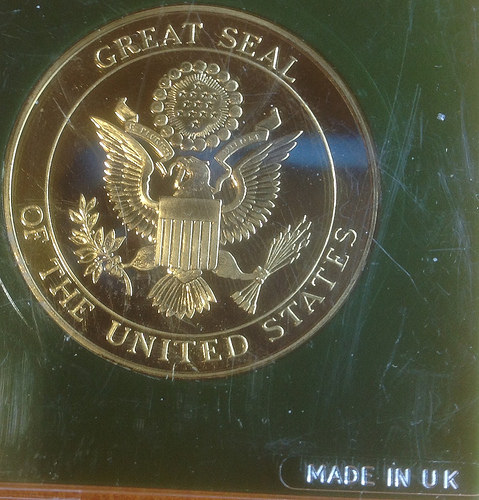 GREAT SEAL
OF THE UNITED STATES
MADE IN UK